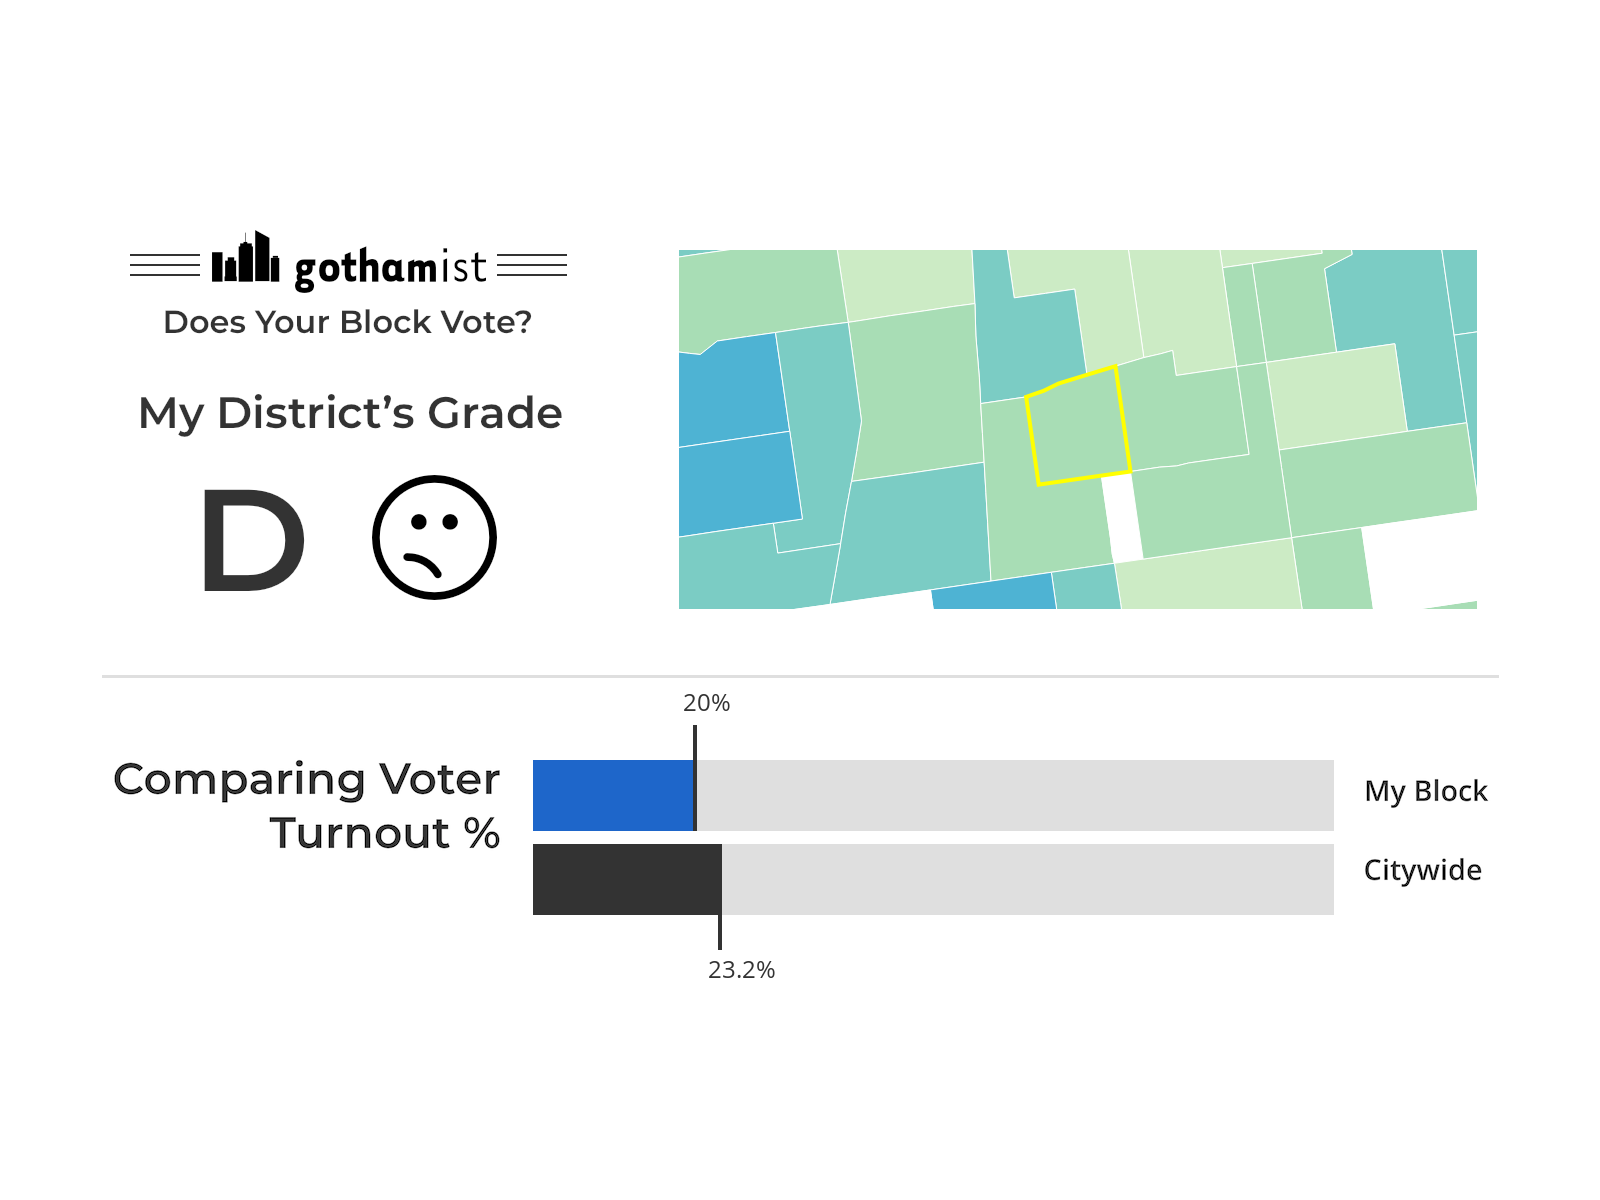 gothamist
Does Your Block Vote?
My District’s Grade
D
20%
Comparing Voter
Turnout %
My Block
Citywide
23.2%